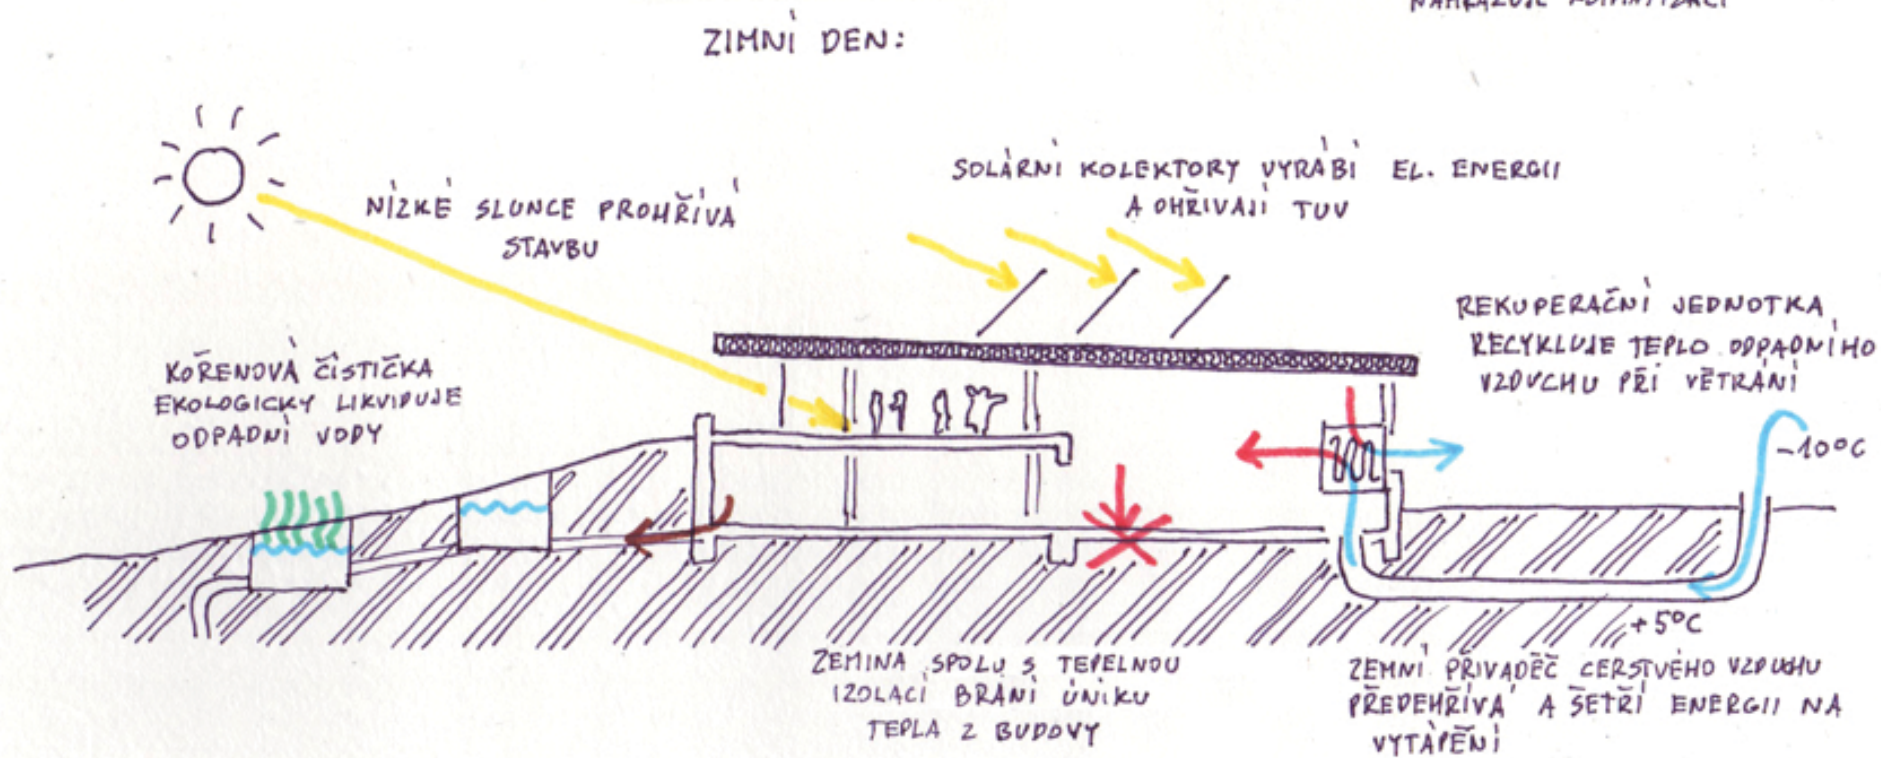 ZIMNÍ DEN:
SOLÁRNÍ KOLEKTORY VYRÁBÍ EL. ENERGII
A OHŘÍVAJÍ TUV
NÍZKÉ SLUNCE PROHŘÍVÁ
STAVBU
REKUPERAČNÍ JEDNOTKA
RECYKLUJE TEPLO ODPADNÍHO
VZDUCHU PŘI VĚTRÁNÍ
KOŘENOVÁ ČISTIČKA
EKOLOGICKY LIKVIDUJE
ODPADNÍ VODY
-10°C
+5°C
ZEMINA SPOLU S TEPELNOU
IZOLACÍ BRÁNÍ ÚNIKU
TEPLA Z BUDOVY
ZEMNÍ PŘIVADĚČ ČERSTVÉHO VZDUCHU
PŘEDEHŘÍVÁ A ŠETŘÍ ENERGII NA
VYTÁPĚNÍ